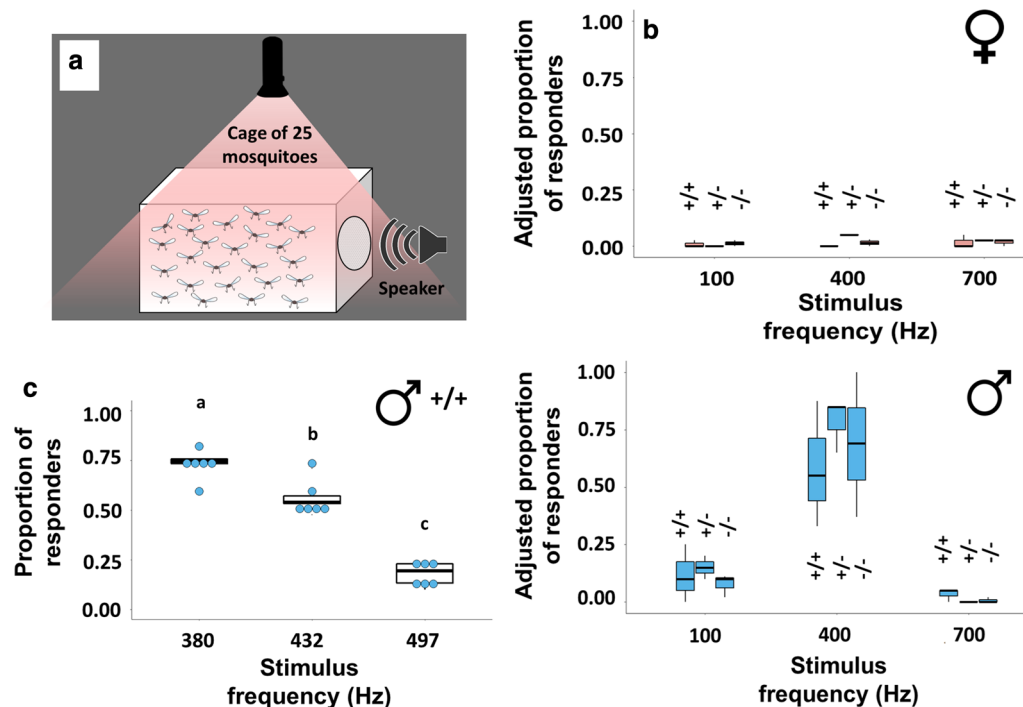 a
Cage of 25
mosquitoes
Speaker
b
♀
Adjusted proportion
of responders
1.00
0.75
0.50
0.25
0.00
+/+ +/- -/-
+/+ +/- -/-
+/+ +/- -/-
100 400 700
Stimulus
frequency (Hz)
c
♂ +/+
Proportion of
responders
1.00
0.75
0.50
0.25
0.00
a
b
c
380 432 497
Stimulus
frequency (Hz)
♂
Adjusted proportion
of responders
1.00
0.75
0.50
0.25
0.00
+/+ +/- -/-
+/+ +/- -/-
+/+ +/- -/-
100 400 700
Stimulus
frequency (Hz)